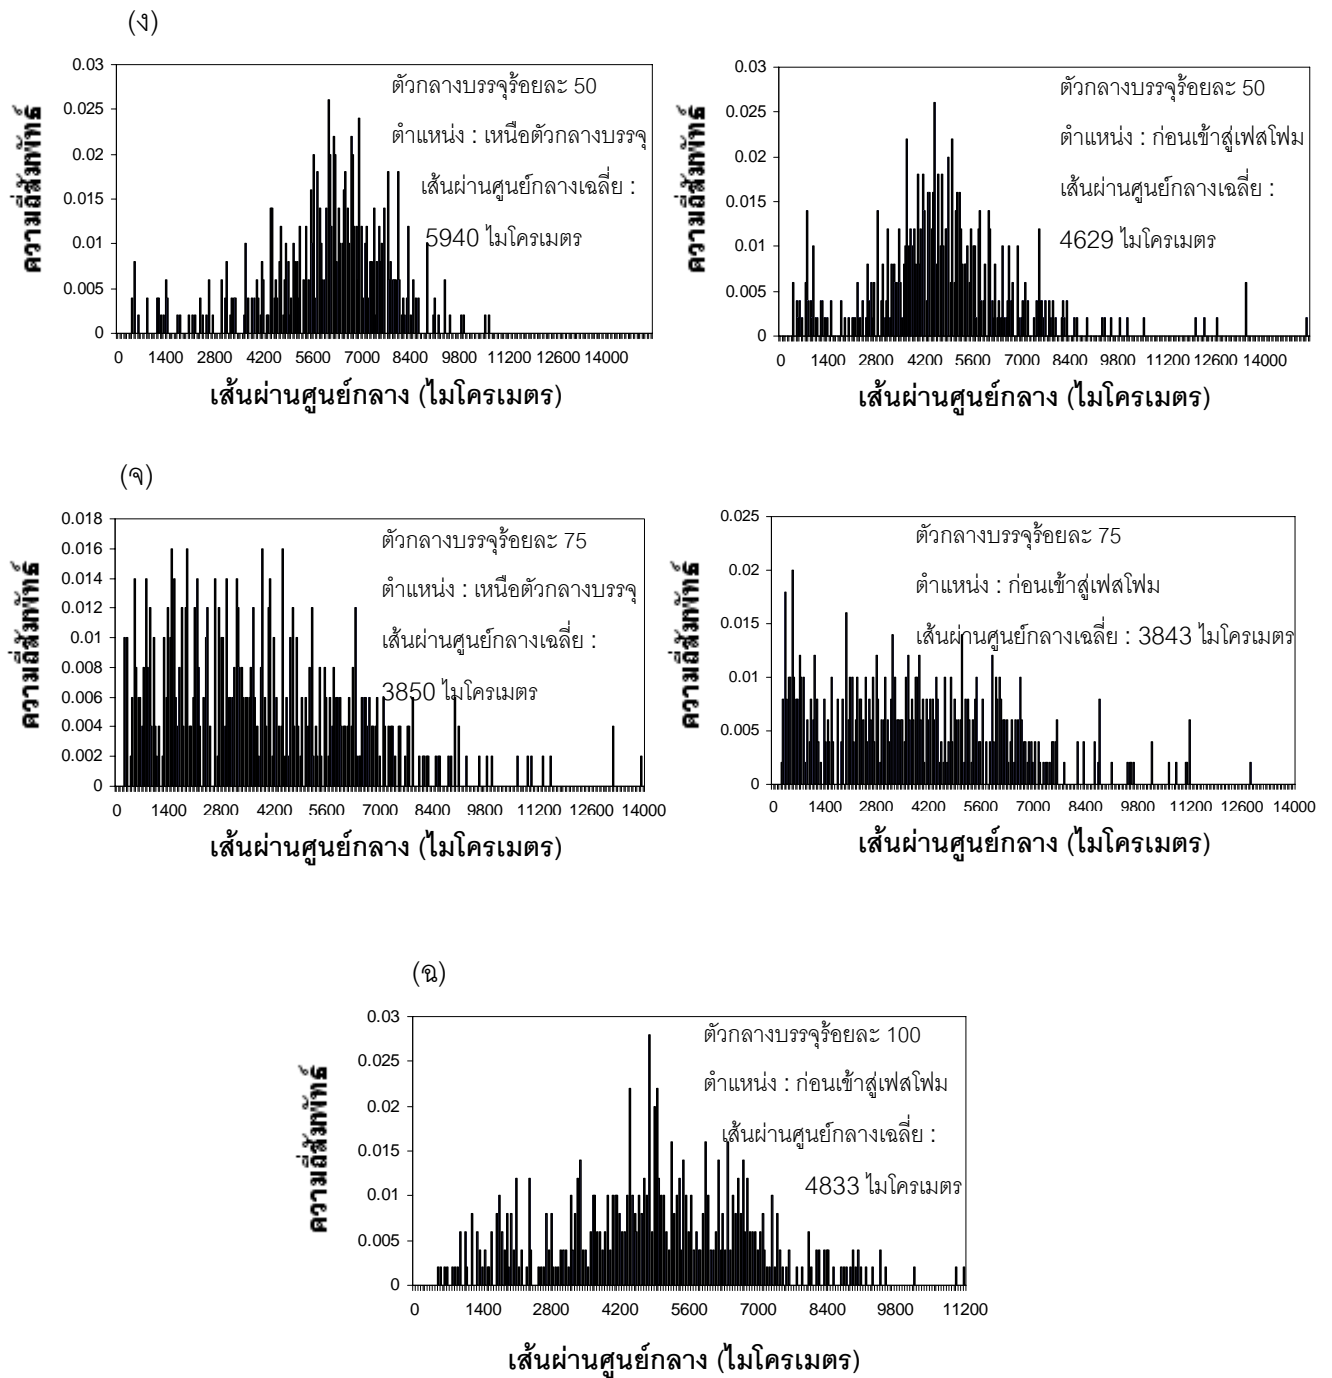 (ง)
0.03
0.025
0.02
0.015
0.01
0.005
0
ความถี่สัมพัทธ์
ตัวกลางบรรจุร้อยละ 50
ตำแหน่ง : เหนือตัวกลางบรรจุ
เส้นผ่านศูนย์กลางเฉลี่ย :
5940 ไมโครเมตร
0 1400 2800 4200 5600 7000 8400 9800 11200 14000
เส้นผ่านศูนย์กลาง (ไมโครเมตร)
0.03
0.025
0.02
0.015
0.01
0.005
0
ความถี่สัมพัทธ์
ตัวกลางบรรจุร้อยละ 50
ตำแหน่ง : ก่อนเข้าสู่เฟสโฟม
เส้นผ่านศูนย์กลางเฉลี่ย :
4629 ไมโครเมตร
0 1400 2800 4200 5600 7000 8400 9800 11200 12600 14000
เส้นผ่านศูนย์กลาง (ไมโครเมตร)
(จ)
0.018
0.016
0.014
0.012
0.01
0.008
0.006
0.004
0.002
0
ความถี่สัมพัทธ์
ตัวกลางบรรจุร้อยละ 75
ตำแหน่ง : เหนือตัวกลางบรรจุ
เส้นผ่านศูนย์กลางเฉลี่ย :
3850 ไมโครเมตร
0 1400 2800 4200 5600 7000 8400 9800 11200 12600 14000
เส้นผ่านศูนย์กลาง (ไมโครเมตร)
0.025
0.02
0.015
0.01
0.005
0
ความถี่สัมพัทธ์
ตัวกลางบรรจุร้อยละ 75
ตำแหน่ง : ก่อนเข้าสู่เฟสโฟม
เส้นผ่านศูนย์กลางเฉลี่ย : 3843 ไมโครเมตร
0 1400 2800 4200 5600 7000 8400 9800 11200 12600 14000
เส้นผ่านศูนย์กลาง (ไมโครเมตร)
(ฉ)
0.03
0.025
0.02
0.015
0.01
0.005
0
ความถี่สัมพัทธ์
ตัวกลางบรรจุร้อยละ 100
ตำแหน่ง : ก่อนเข้าสู่เฟสโฟม
เส้นผ่านศูนย์กลางเฉลี่ย :
4833 ไมโครเมตร
0 1400 2800 4200 5600 7000 8400 9800 11200
เส้นผ่านศูนย์กลาง (ไมโครเมตร)